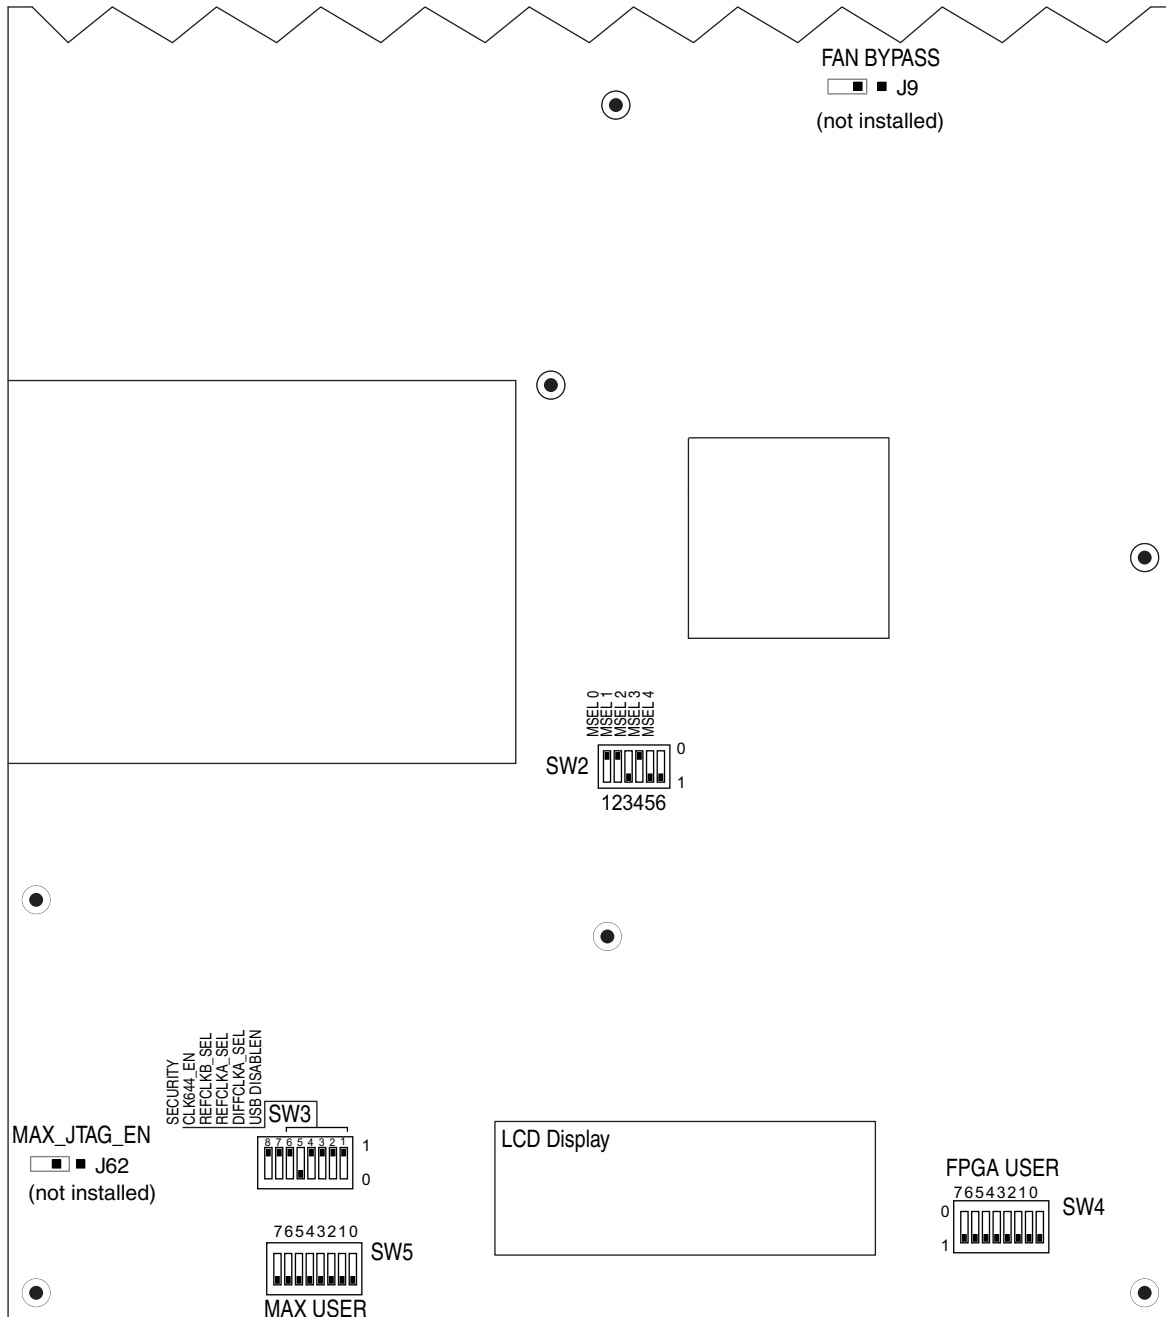 FAN BYPASS
J9
(not installed)
MSEL 0
MSEL 1
MSEL 2
MSEL 3
MSEL 4
SW2
0
1
123456
SECURITY
CLK644_EN
REFCLKB_SEL
REFCLKA_SEL
DIFFCLKA_SEL
USB DISABLEN
SW3
8 7 6 5 4 3 2 1
1
0
MAX_JTAG_EN
J62
(not installed)
LCD Display
FPGA USER
76543210
0
1
SW4
76543210
SW5
MAX USER